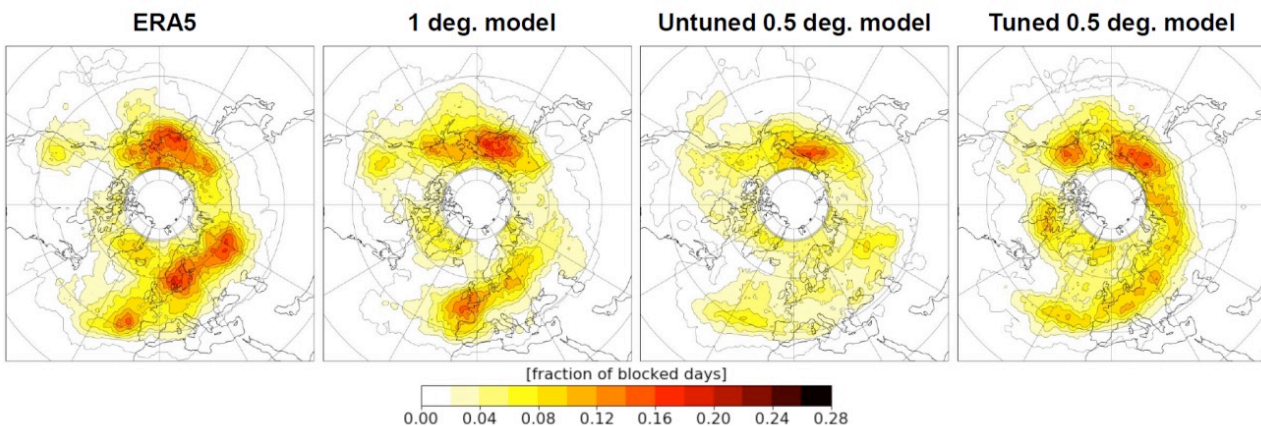 ERA5
1 deg. model
Untuned 0.5 deg. model
Tuned 0.5 deg. model
[fraction of blocked days]
0.00 0.04 0.08 0.12 0.16 0.20 0.24 0.28